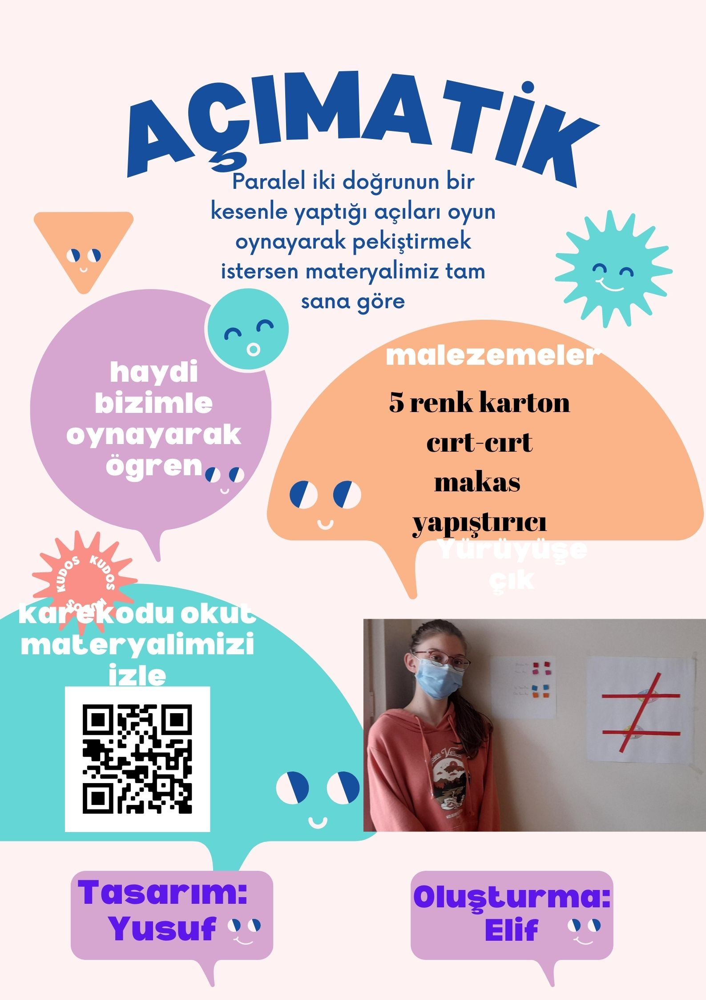 AÇIMATİK
Paralel iki doğrunun bir
kesenle yaptığı açıları oyun
oynayarak pekiştirmek
istersen materyalimiz tam
sana göre
haydi
bizimle
oynayarak
ögren
malezemeler
5 renk karton
cırt-cırt
makas
yapıştırıcı
Yürüyüşe
çık
KUDOS KUDOS KUDOS
karekodu okut
materyalimizi
izle
Tasarım:
Yusuf
Oluşturma:
Elif